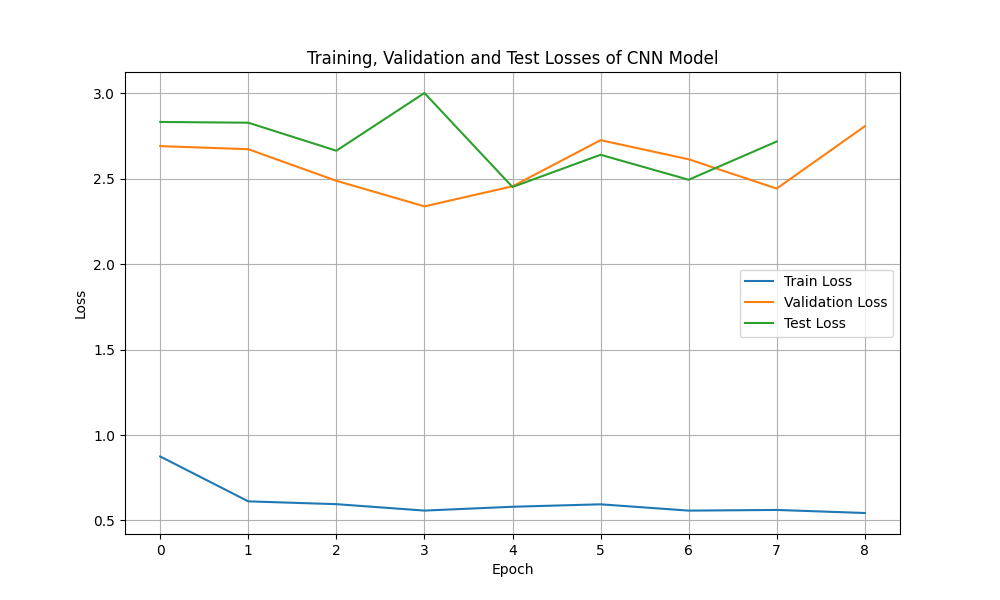 Training, Validation and Test Losses of CNN Model
3.0
2.5
2.0
1.5
1.0
0.5
Loss
Train Loss
Validation Loss
Test Loss
0 1 2 3 4 5 6 7 8
Epoch